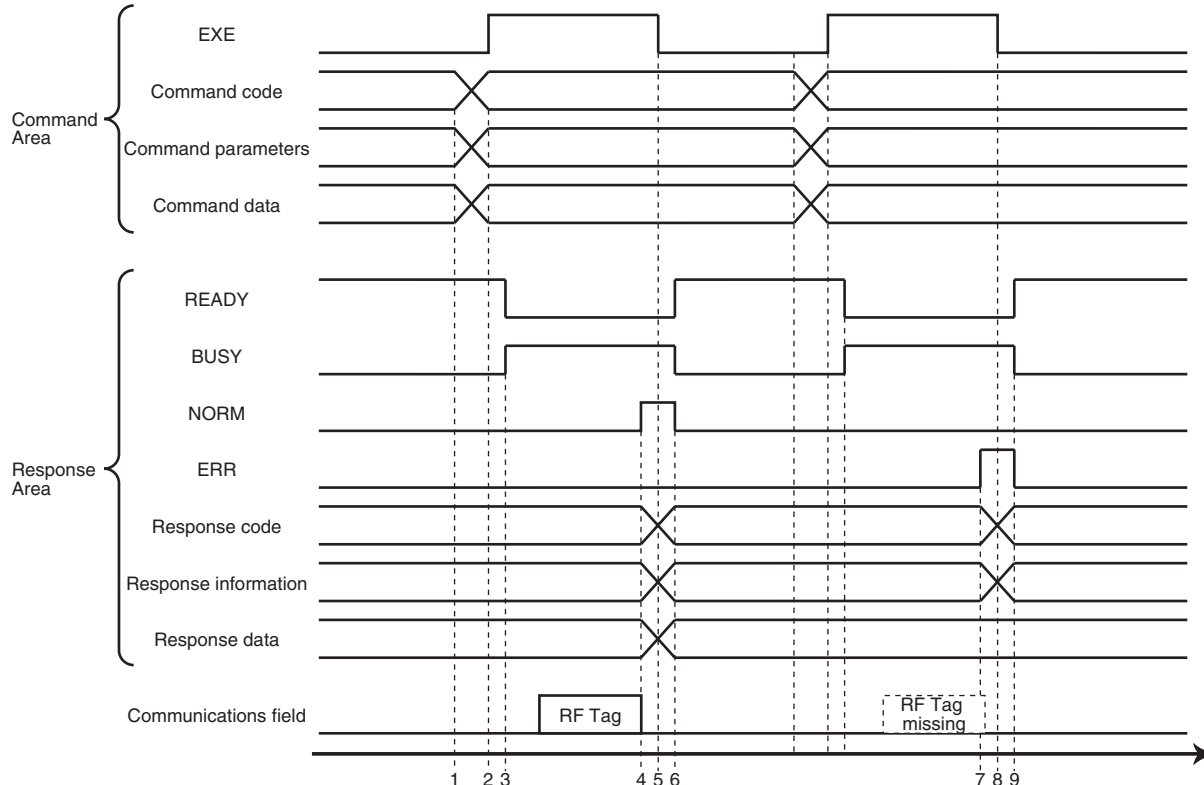 EXE
Command code
Command
Area
Command parameters
Command data
READY
BUSY
NORM
Response
Area
ERR
Response code
Response information
Response data
Communications field
RF Tag
RF Tag
missing
1 2 3 4 5 6 7 8 9